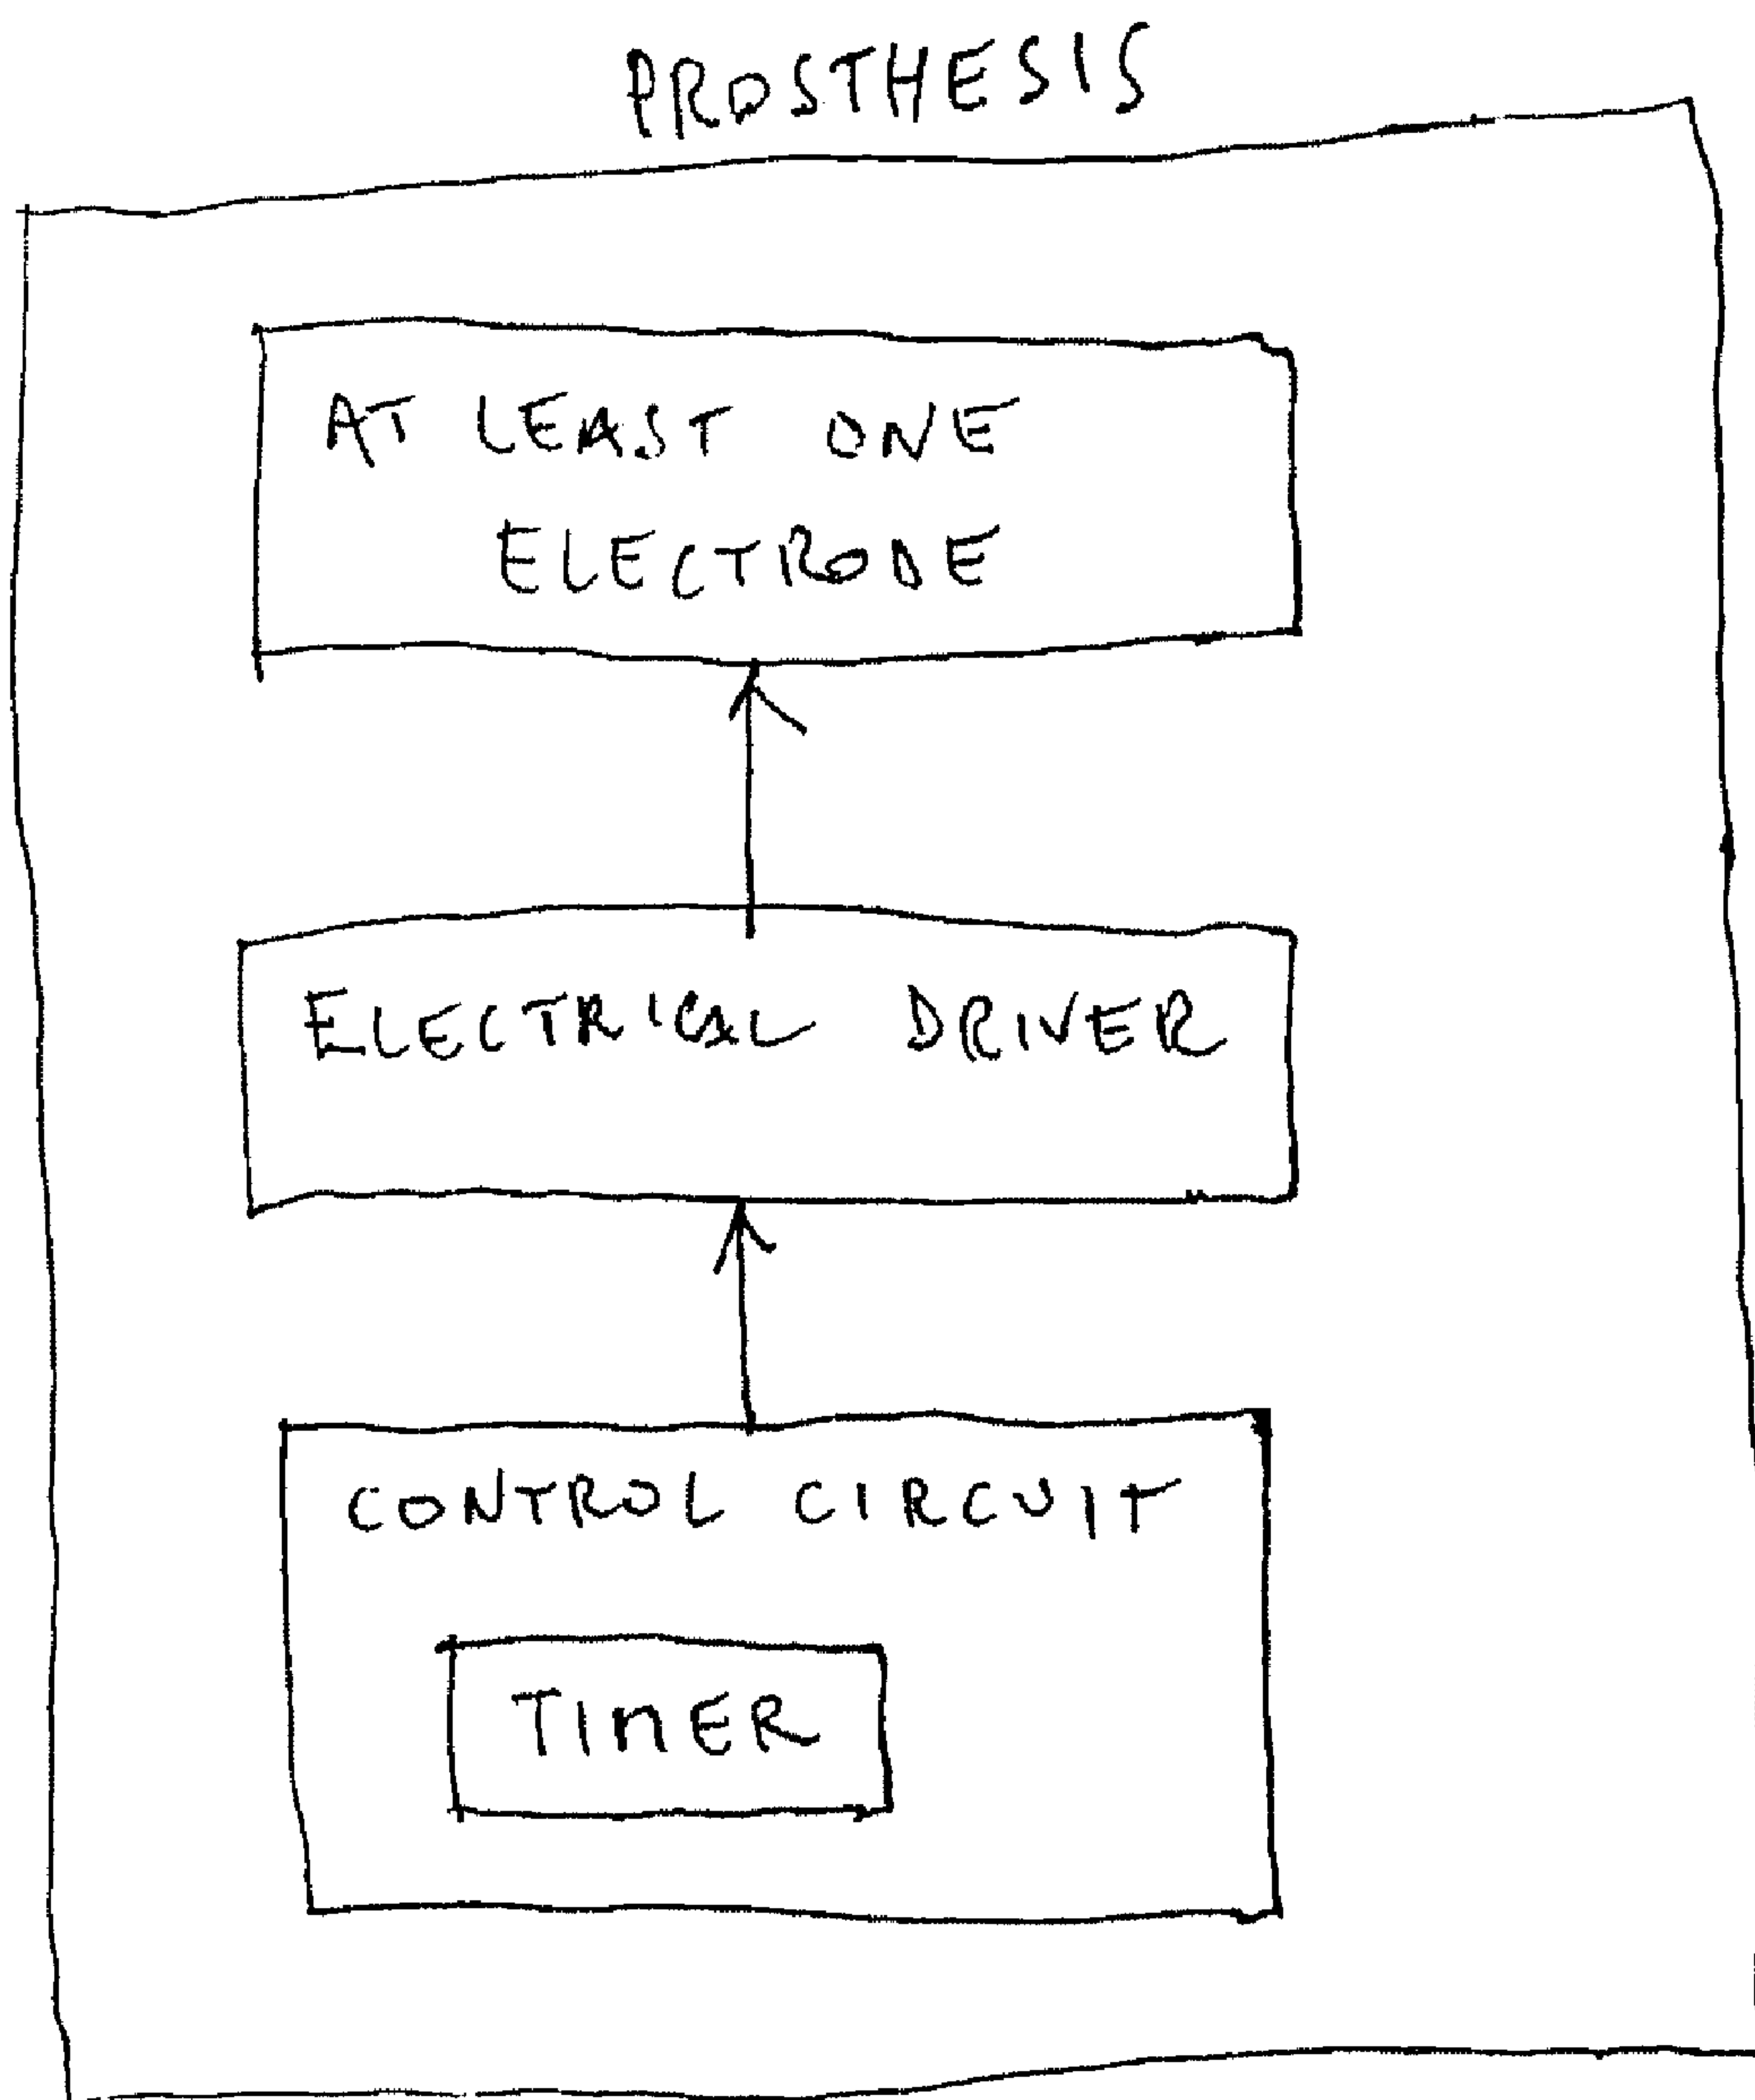 PROSTHESIS
AT LEAST ONE
ELECTRODE
ELECTRICAL DRIVER
CONTROL CIRCUIT
TIMER